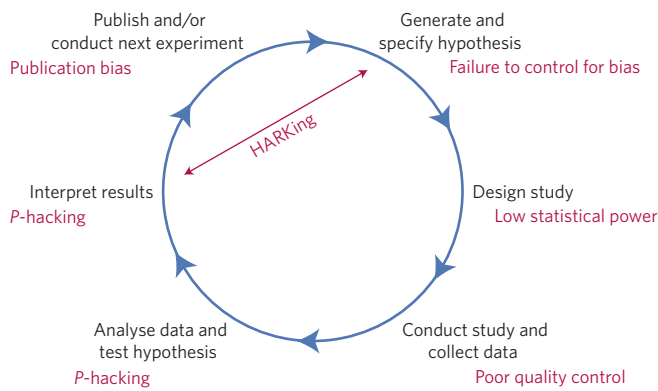 Publish and/or
conduct next experiment
Publication bias
Generate and
specify hypothesis
Failure to control for bias
HARKing
Interpret results
P-hacking
Design study
Low statistical power
Analyse data and
test hypothesis
P-hacking
Conduct study and
collect data
Poor quality control